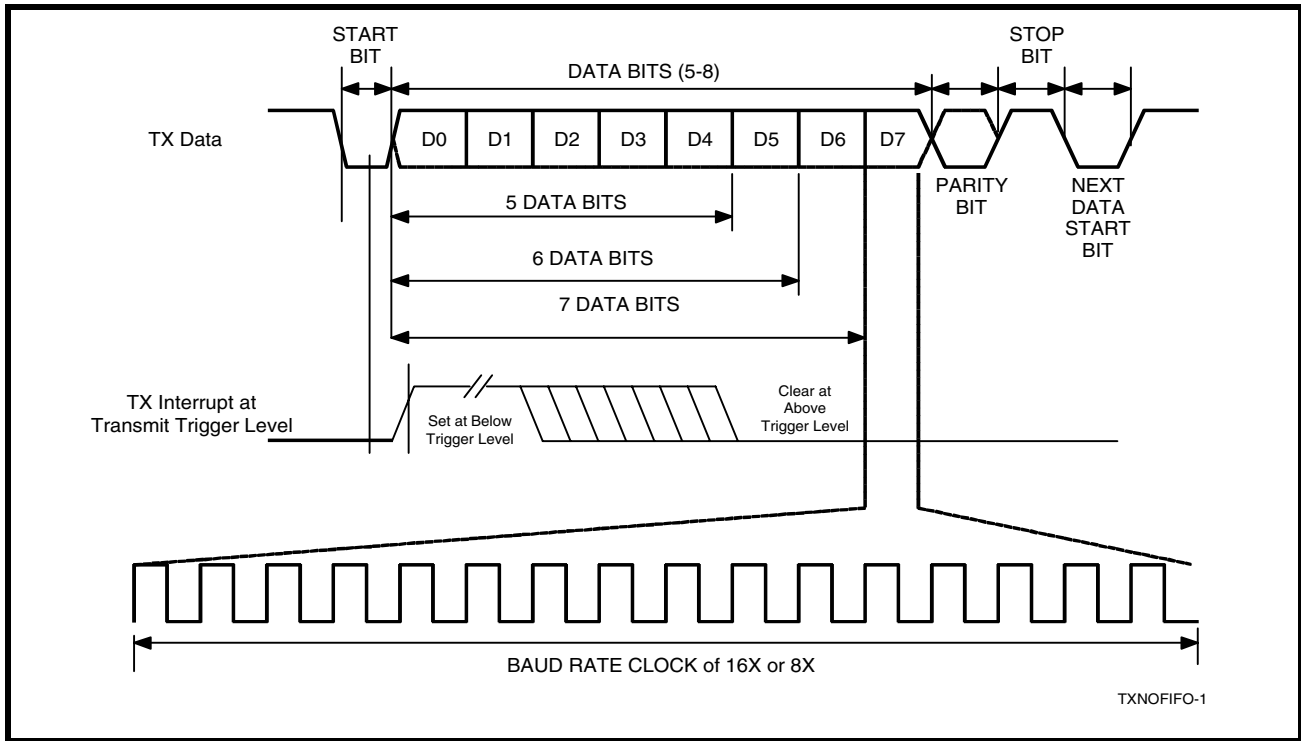 START
BIT
DATA BITS (5-8)
STOP
BIT
TX Data
D0 D1 D2 D3 D4 D5 D6 D7
PARITY
BIT
NEXT
DATA
START
BIT
5 DATA BITS
6 DATA BITS
7 DATA BITS
TX Interrupt at
Transmit Trigger Level
Set at Below
Trigger Level
Clear at
Above
Trigger Level
BAUD RATE CLOCK of 16X or 8X
TXNOFIFO-1